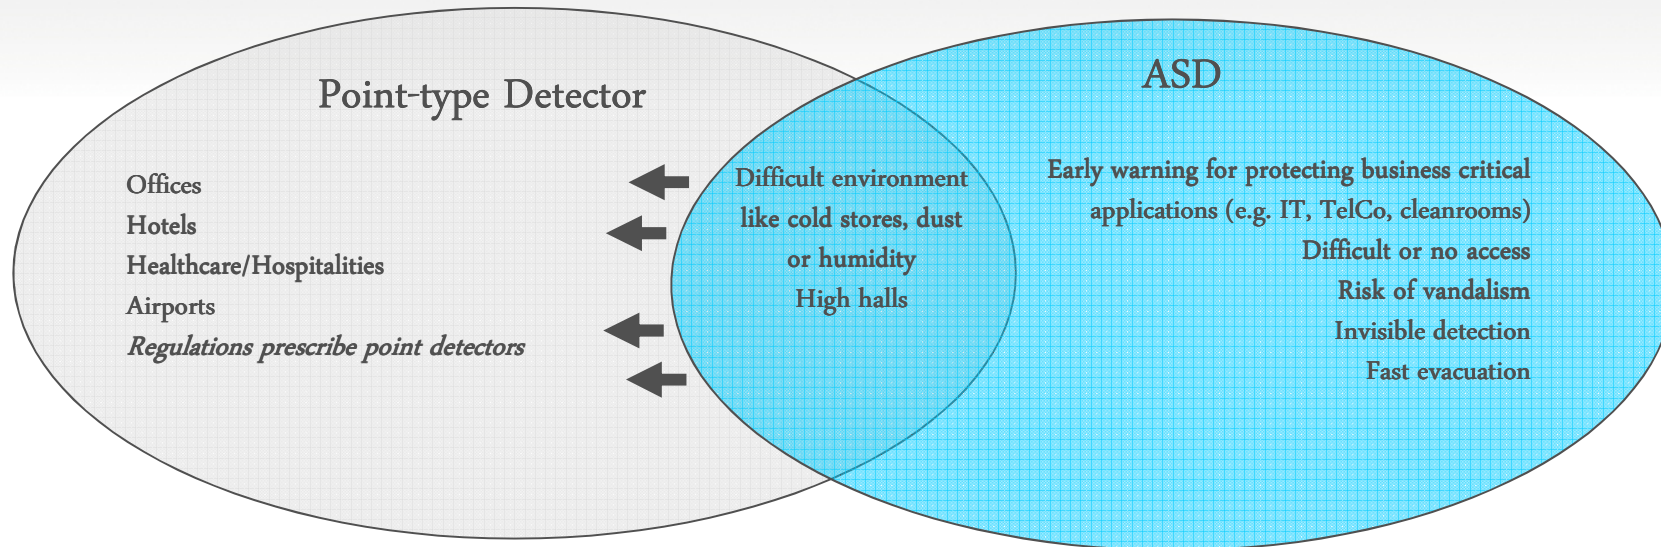 Point-type Detector
Offices
Hotels
Healthcare/Hospitalities
Airports
Regulations prescribe point detectors
Difficult environment
like cold stores, dust
or humidity
High halls
ASD
Early warning for protecting business critical
applications (e.g. IT, TelCo, cleanrooms)
Difficult or no access
Risk of vandalism
Invisible detection
Fast evacuation